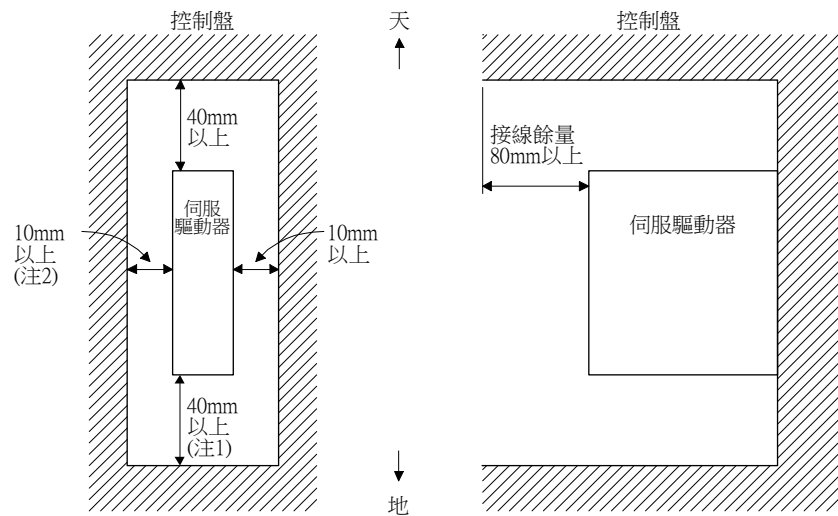 控制盤
天
控制盤
40mm
以上
接線餘量
80mm以上
伺服
驅動器
伺服驅動器
10mm
以上
(注2)
10mm
以上
40mm
以上
(注1)
地